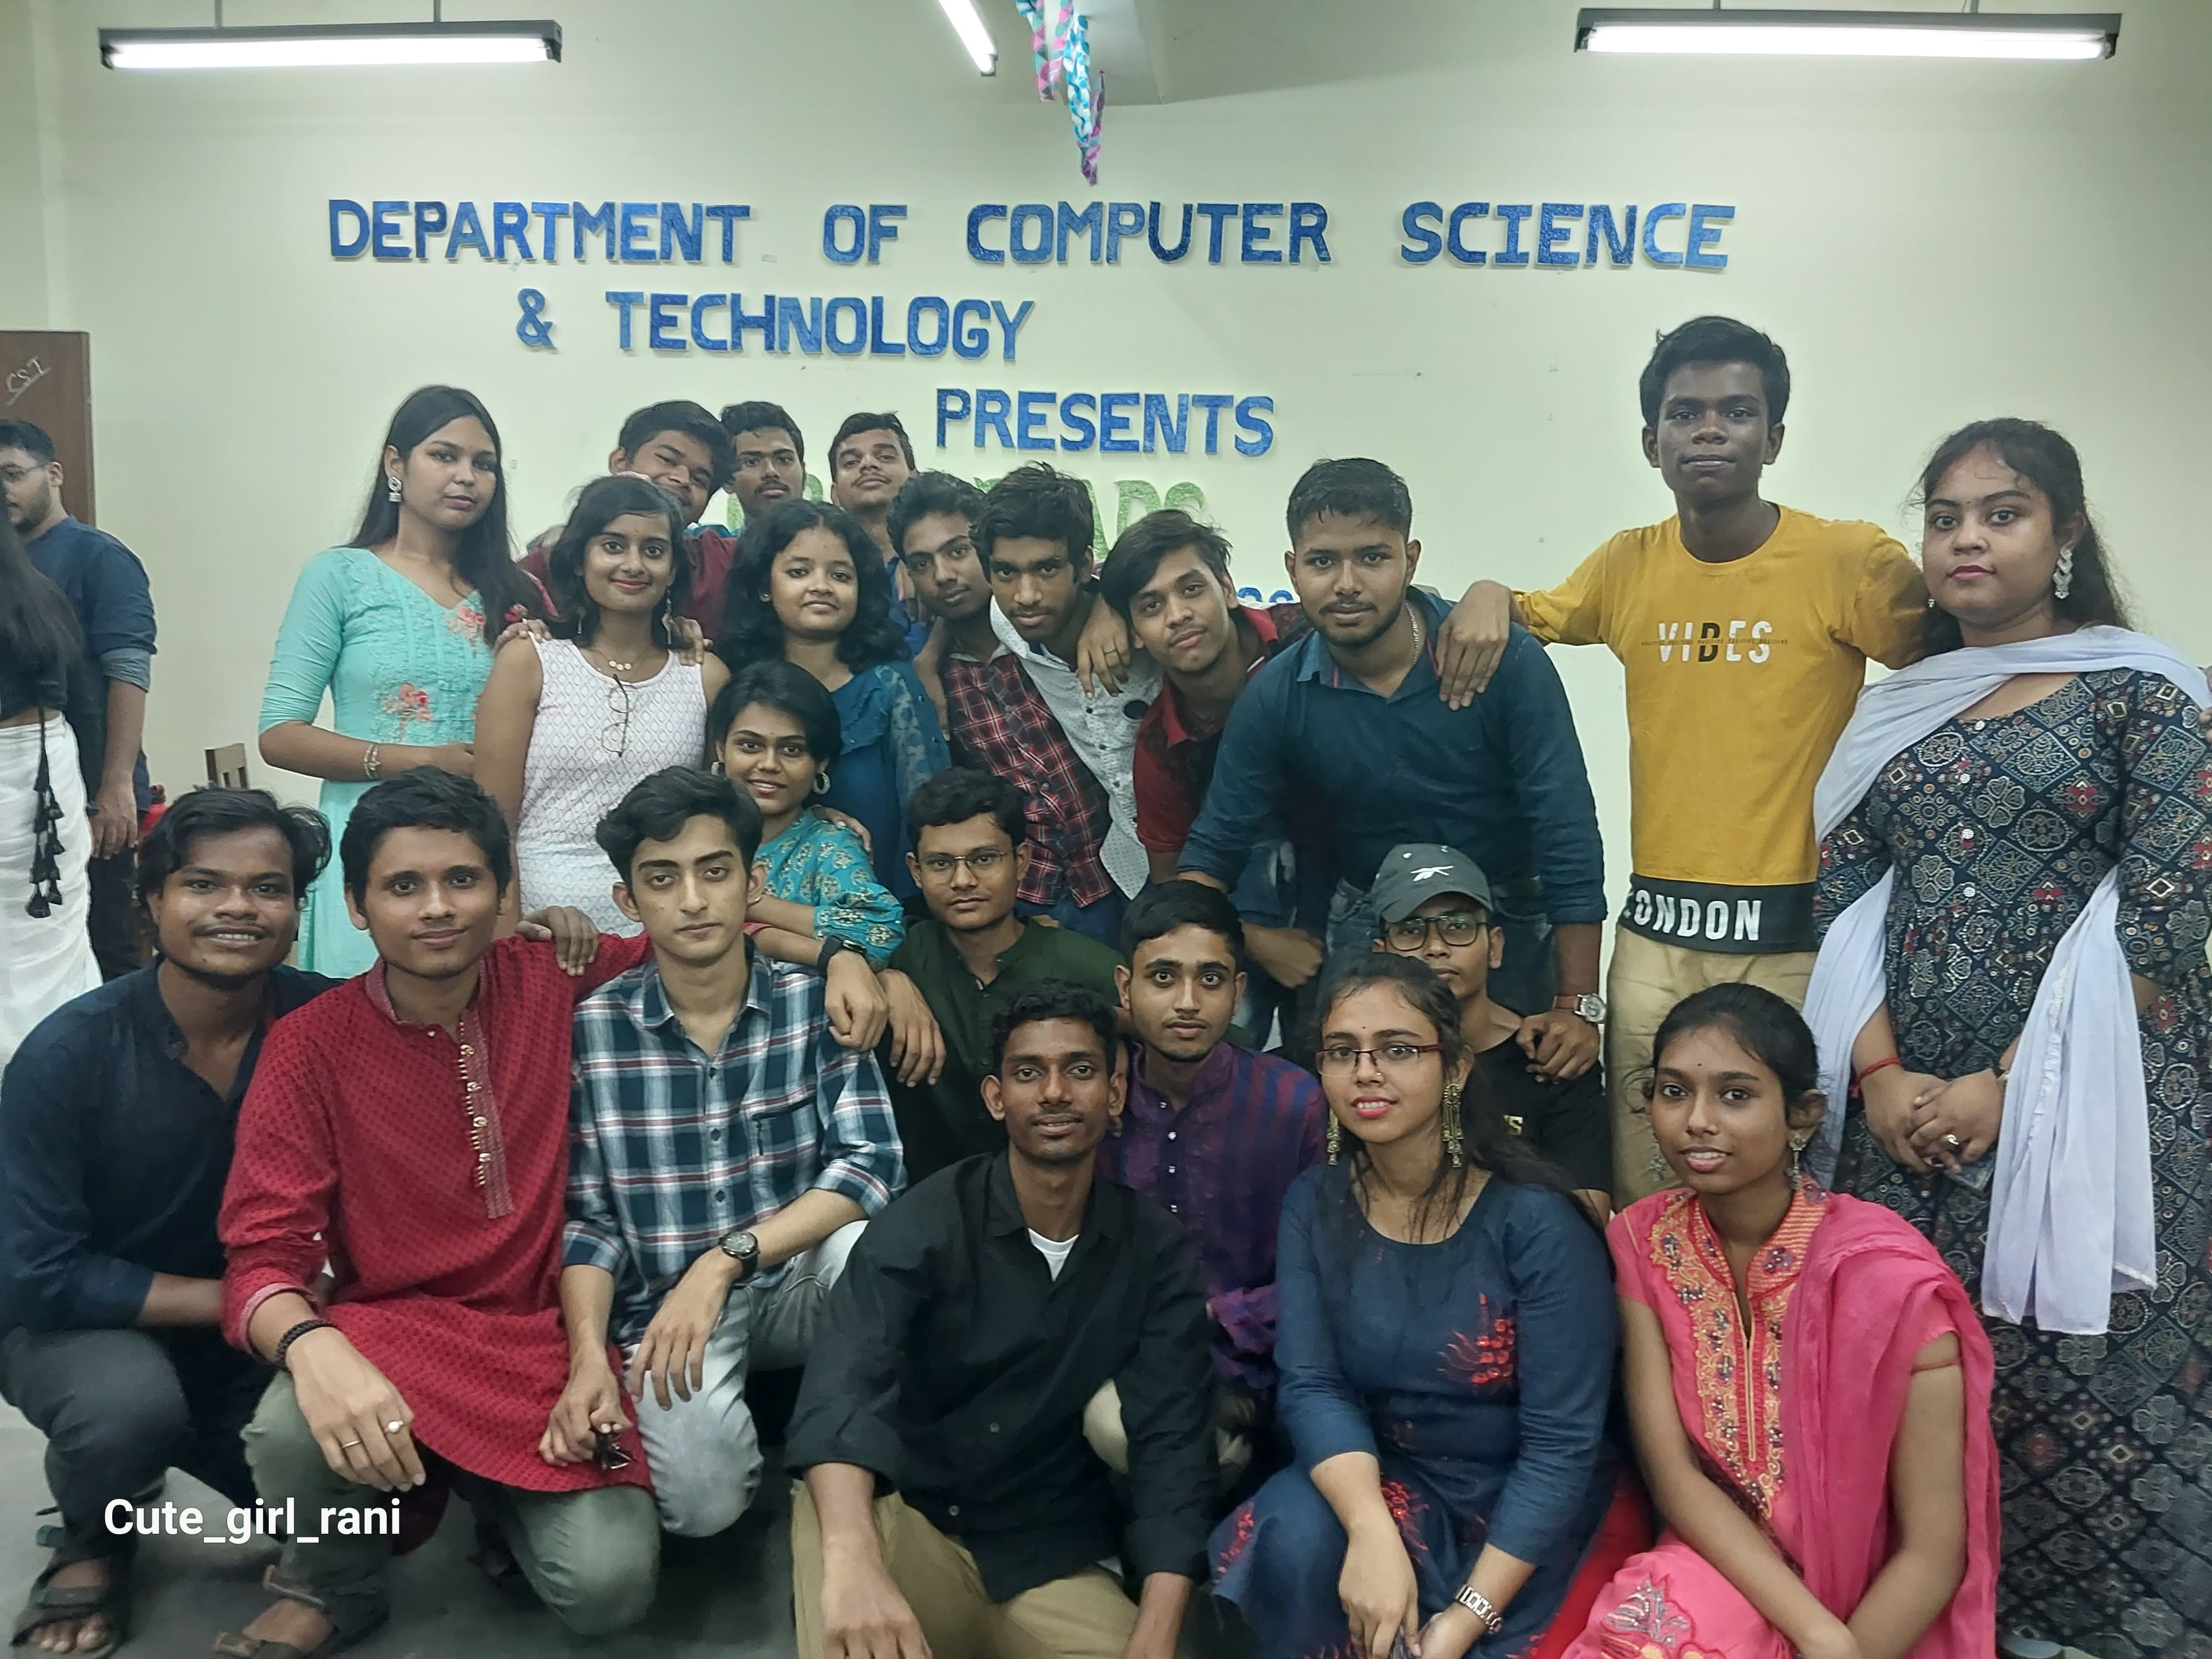 DEPARTMENT OF COMPUTER SCIENCE
& TECHNOLOGY
PRESENTS
CST
VIBES
LONDON
Cute_girl_rani